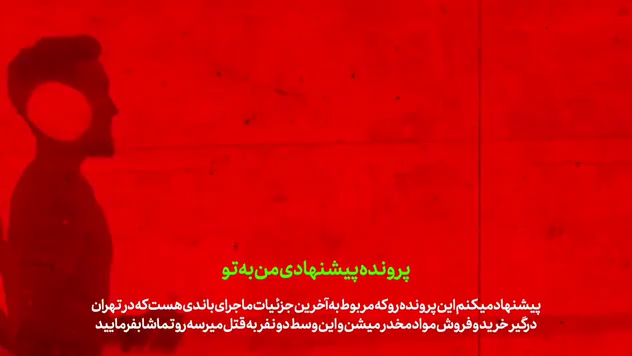 پرونده پیشنهادی من به تو
پیشنهاد میکنم این پرونده رو که مربوط به آخرین جزئیات ماجرای باندی هست که در تهران
درگیر خرید و فروش مواد مخدر میشن و این وسط دو نفر به قتل میرسه رو تماشا بفرمایید